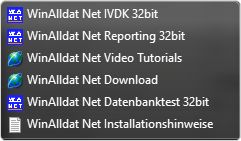 WinAlldat Net IVDK 32bit
WinAlldat Net Reporting 32bit
WinAlldat Net Video Tutorials
WinAlldat Net Download
WinAlldat Net Datenbanktest 32bit
WinAlldat Net Installationshinweise